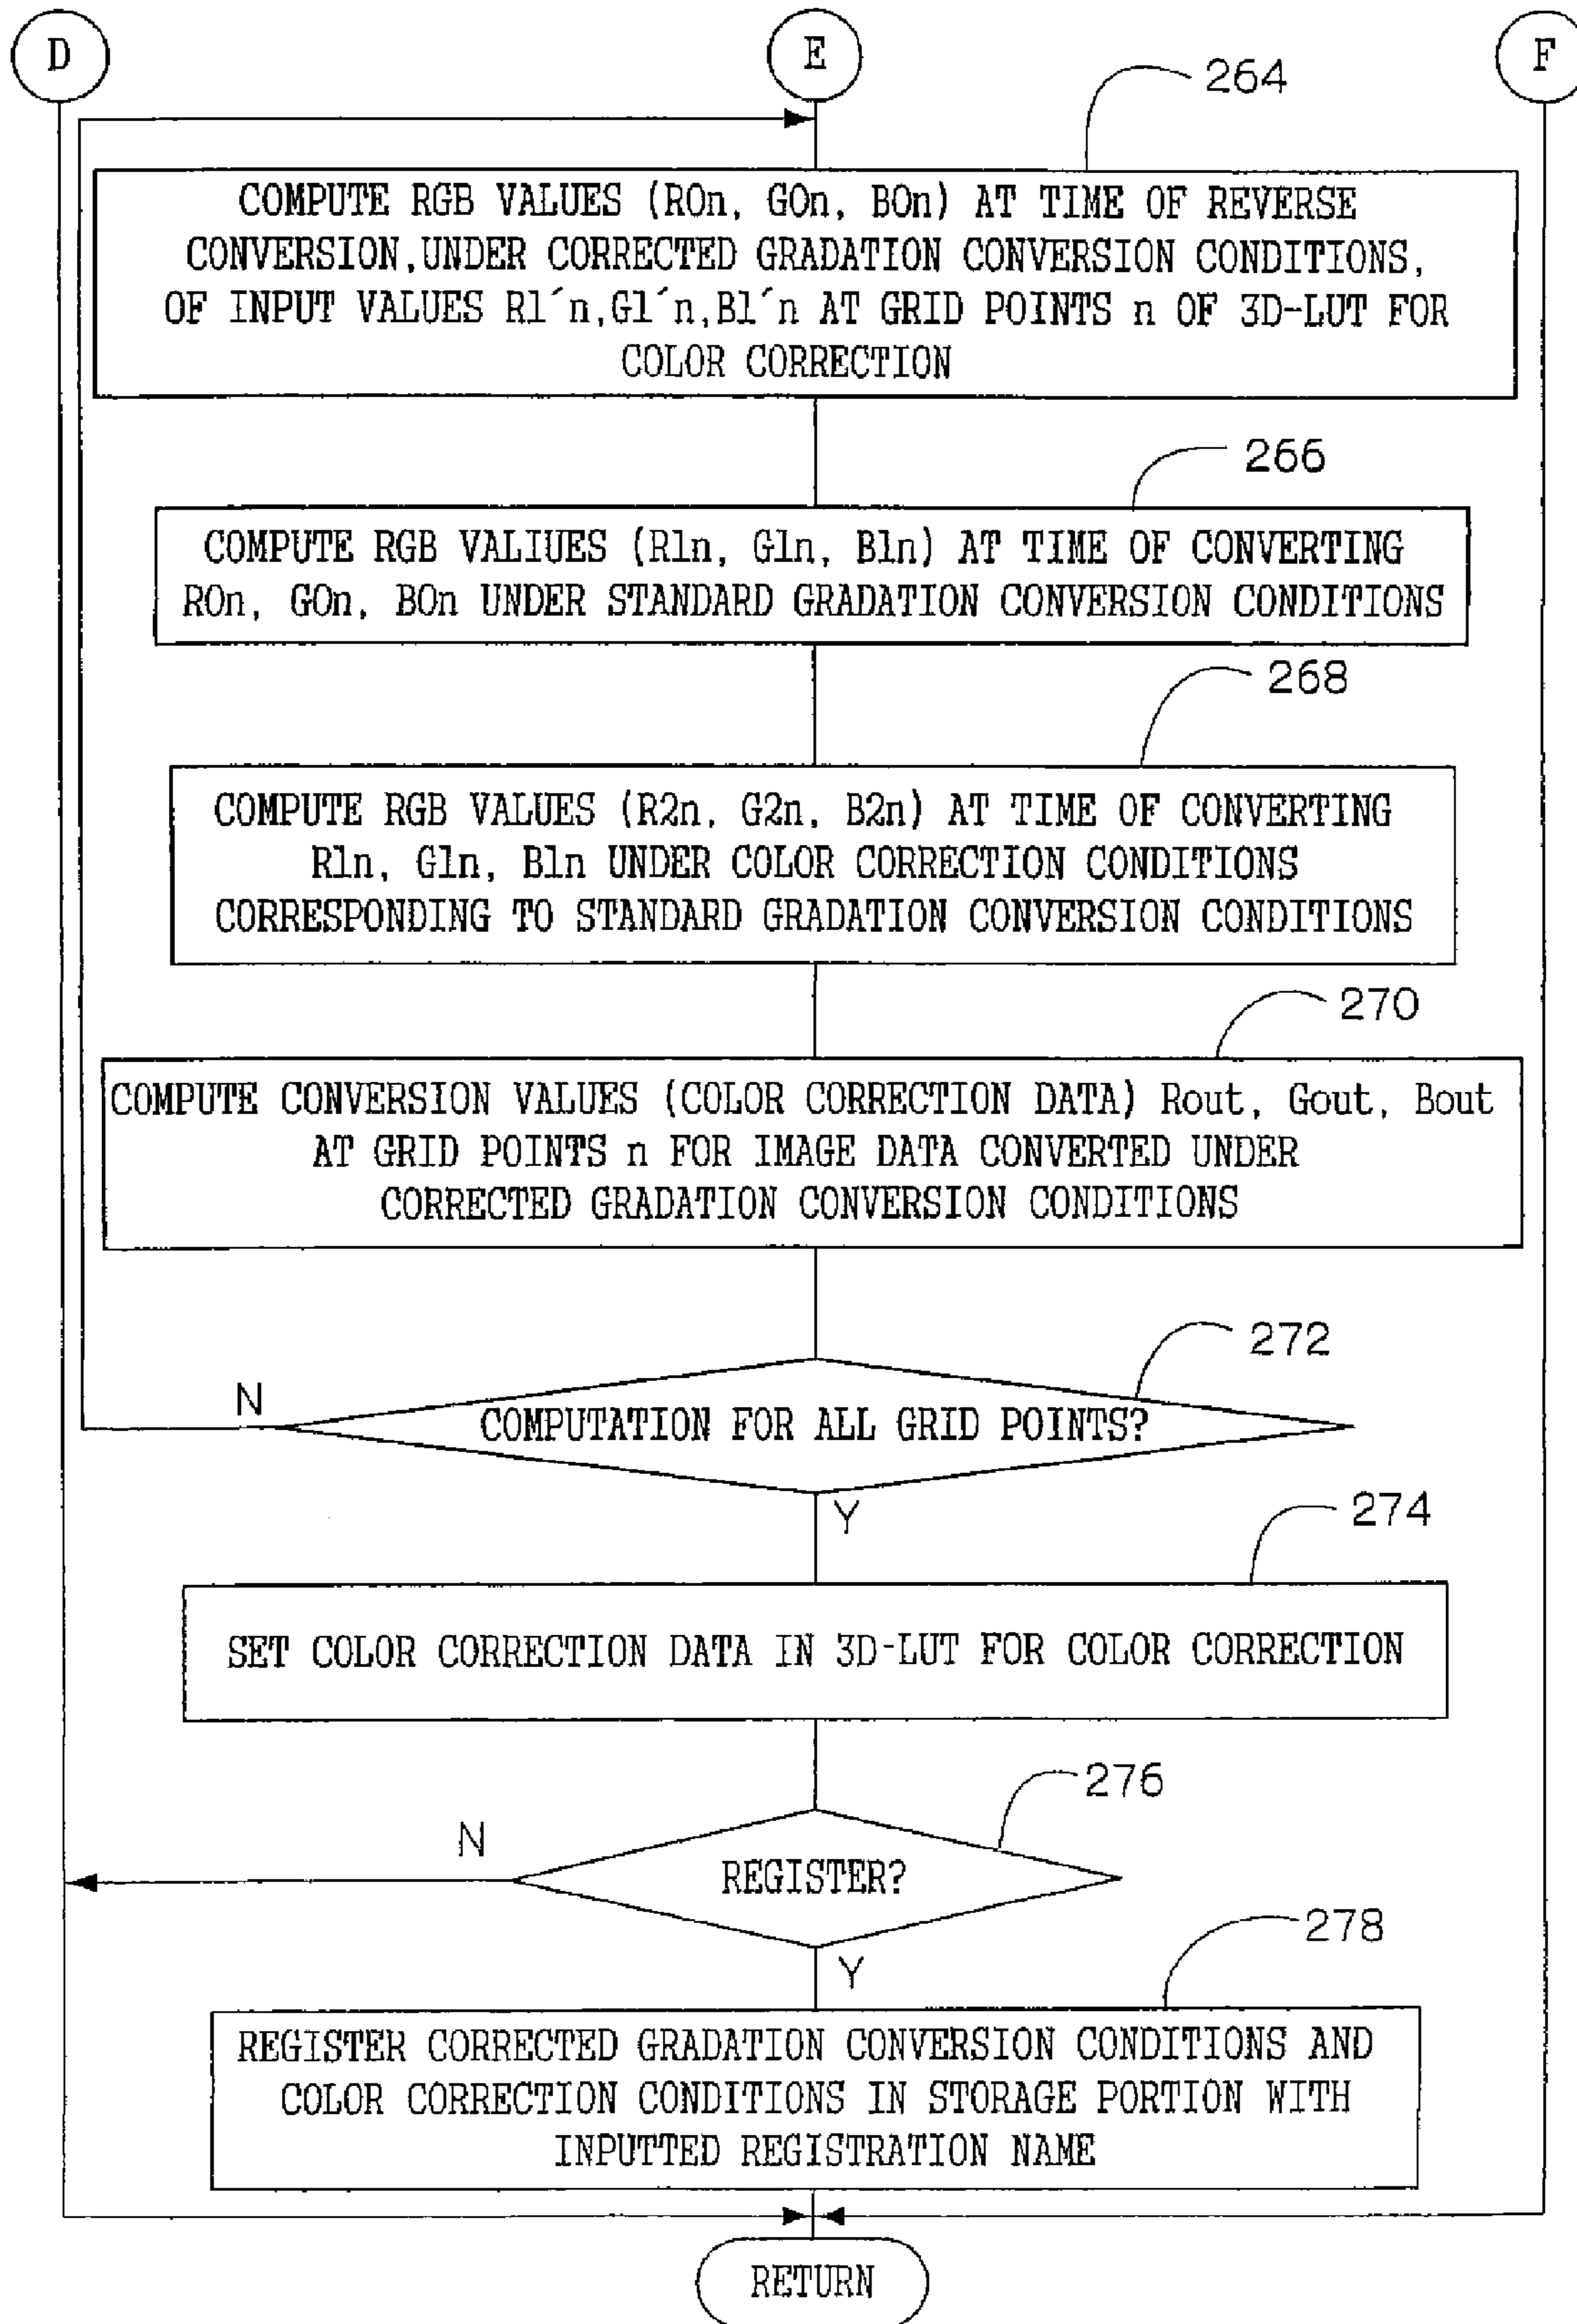 D
E
F
264
COMPUTE RGB VALUES (R0n, G0n, B0n) AT TIME OF REVERSE
CONVERSION,UNDER CORRECTED GRADATION CONVERSION CONDITIONS,
OF INPUT VALUES R1´n,G1´n,B1´n AT GRID POINTS n OF 3D-LUT FOR
COLOR CORRECTION
266
COMPUTE RGB VALIUES (R1n, G1n, B1n) AT TIME OF CONVERTING
R0n, G0n, B0n UNDER STANDARD GRADATION CONVERSION CONDITIONS
268
COMPUTE RGB VALUES (R2n, G2n, B2n) AT TIME OF CONVERTING
R1n, G1n, B1n UNDER COLOR CORRECTION CONDITIONS
CORRESPONDING TO STANDARD GRADATION CONVERSION CONDITIONS
270
COMPUTE CONVERSION VALUES (COLOR CORRECTION DATA) Rout, Gout, Bout
AT GRID POINTS n FOR IMAGE DATA CONVERTED UNDER
CORRECTED GRADATION CONVERSION CONDITIONS
272
N
COMPUTATION FOR ALL GRID POINTS?
Y
274
SET COLOR CORRECTION DATA IN 3D-LUT FOR COLOR CORRECTION
276
N
REGISTER?
Y
278
REGISTER CORRECTED GRADATION CONVERSION CONDITIONS AND
COLOR CORRECTION CONDITIONS IN STORAGE PORTION WITH
INPUTTED REGISTRATION NAME
RETURN